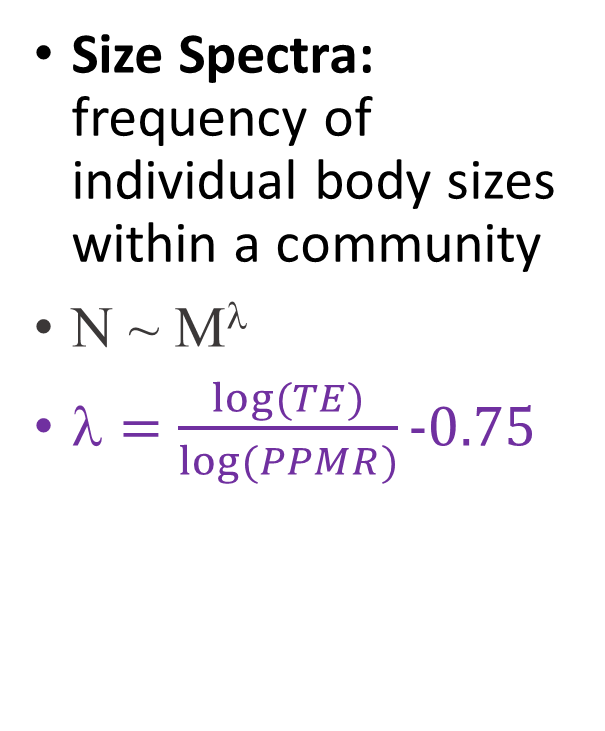 • Size Spectra:
frequency of
individual body sizes
within a community
• N ~ M^λ
• λ = log(TE)/log(PPMR) -0.75